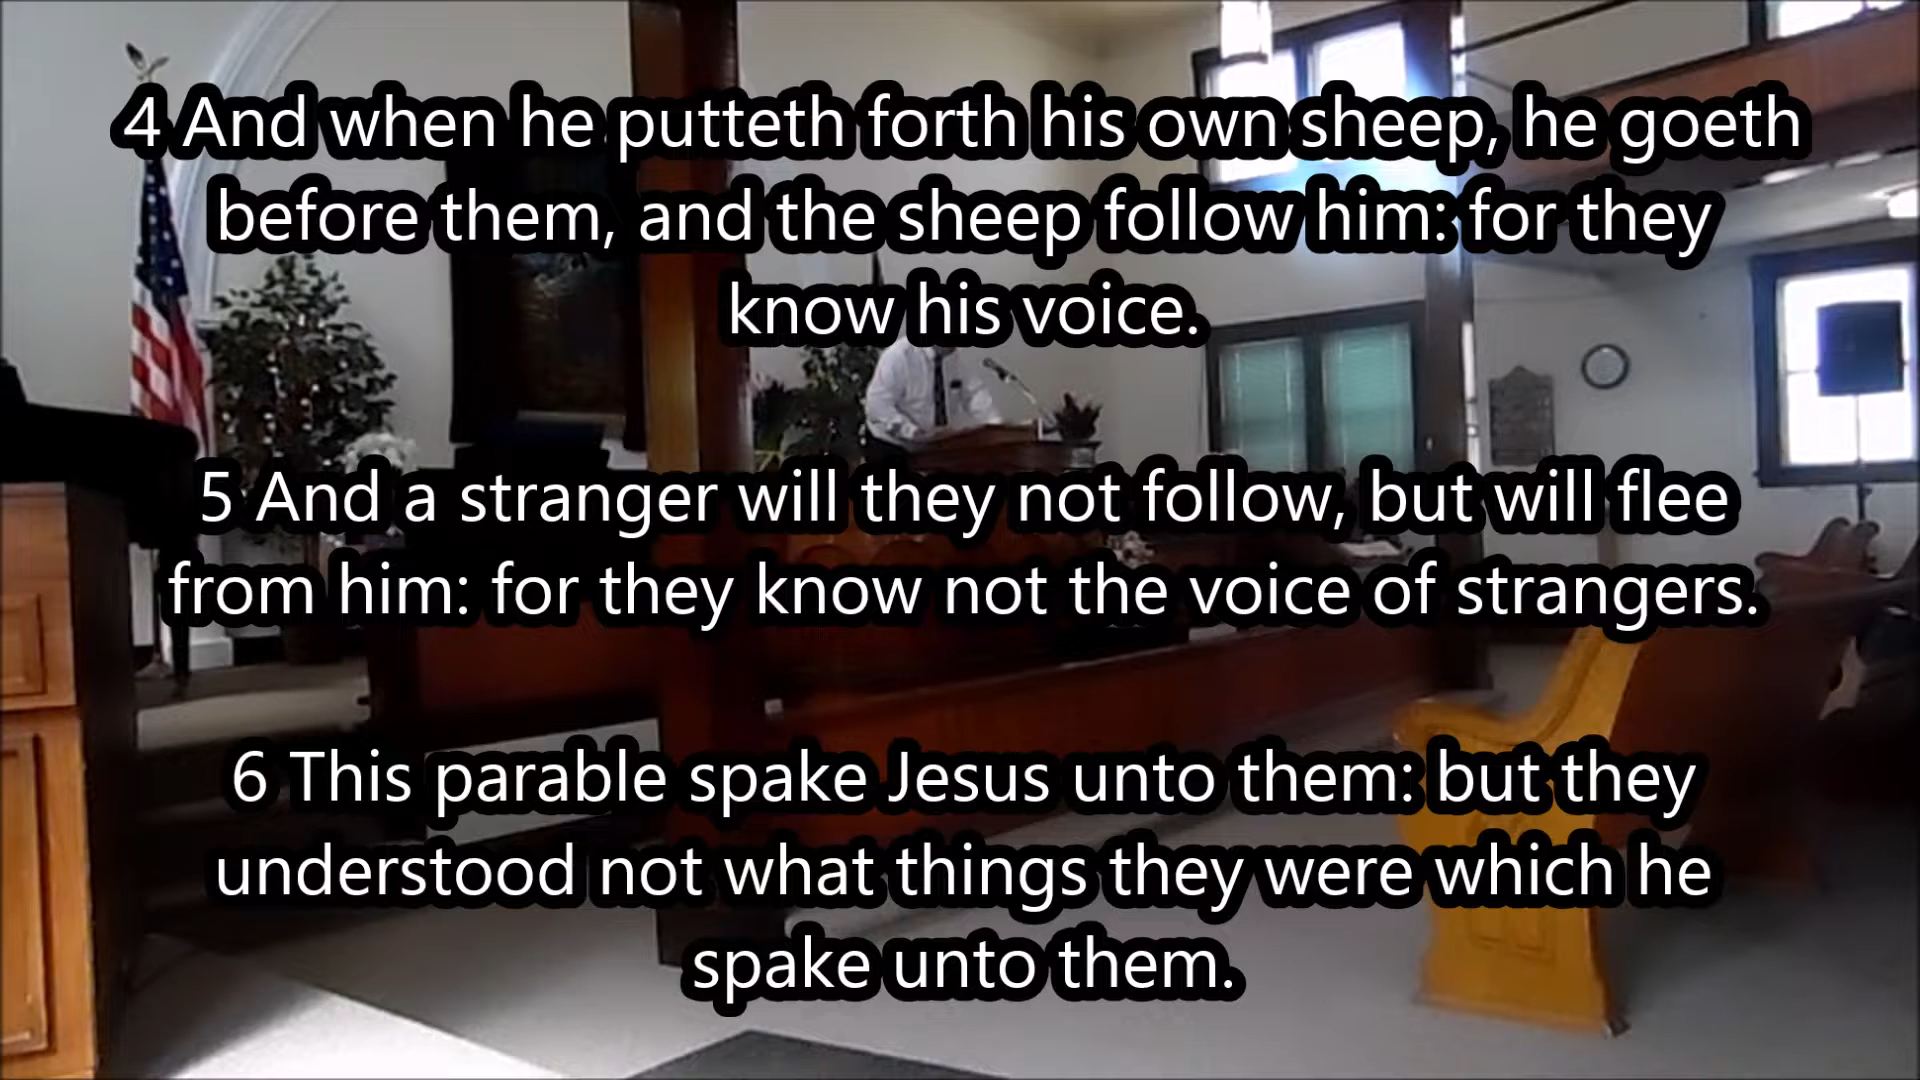 4 And when he putteth forth his own sheep, he goeth
before them, and the sheep follow him: for they
know his voice.
5 And a stranger will they not follow, but will flee
from him: for they know not the voice of strangers.
6 This parable spake Jesus unto them: but they
understood not what things they were which he
spake unto them.